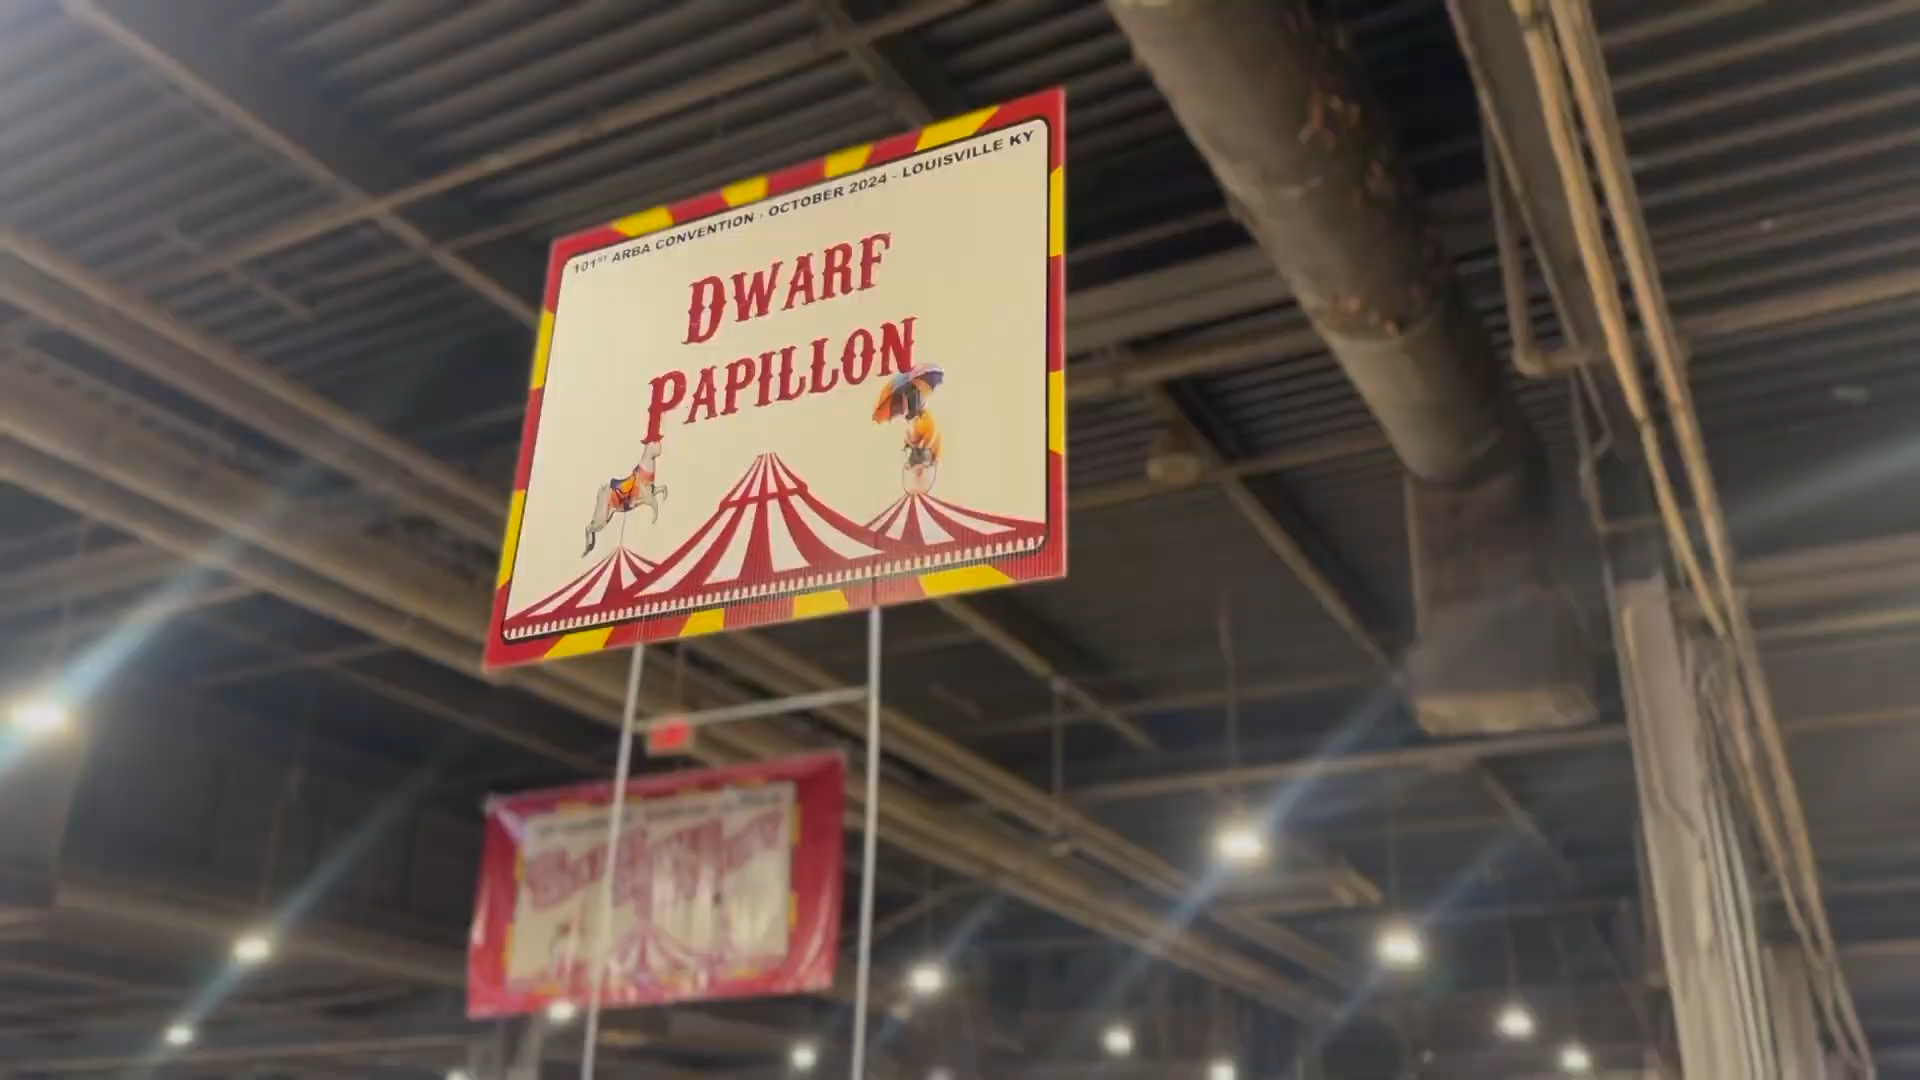 101ST ARBA CONVENTION - OCTOBER 2024 - LOUISVILLE KY
DWARF
PAPILLON